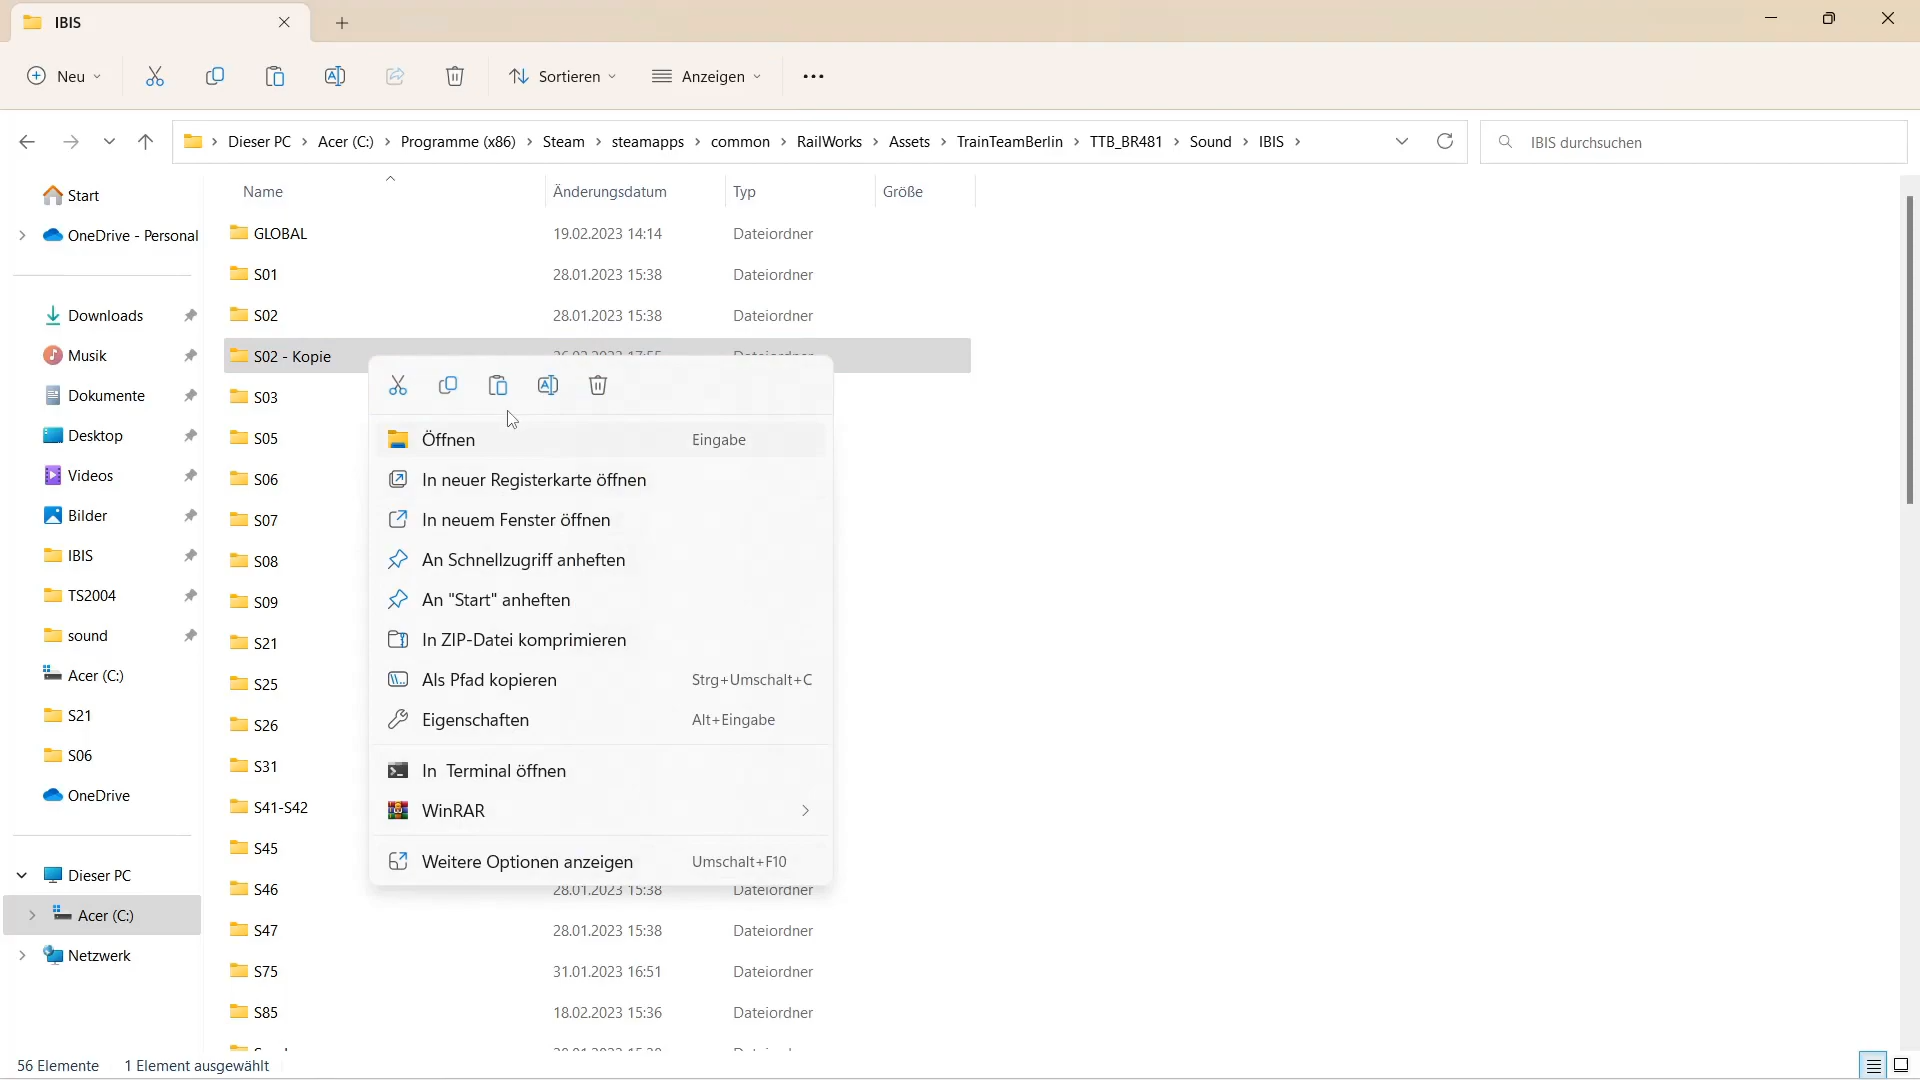 IBIS
Neu
Sortieren
Anzeigen
Dieser PC
Acer (C:)
Programme (x86)
Steam
steamapps
common
RailWorks
Assets
TrainTeamBerlin
TTB_BR481
Sound
IBIS
IBIS durchsuchen
Name Änderungsdatum Typ Größe
Start
OneDrive - Personal
Downloads
Musik
Dokumente
Desktop
Videos
Bilder
IBIS
TS2004
sound
Acer (C:)
S21
S06
OneDrive
Dieser PC
Acer (C:)
Netzwerk
GLOBAL 19.02.2023 14:14 Dateiordner
S01 28.01.2023 15:38 Dateiordner
S02 28.01.2023 15:38 Dateiordner
S02 - Kopie
S03
S05
S06
S07
S08
S09
S21
S25
S26
S31
S41-S42
S45
S46 28.01.2023 15:38 Dateiordner
S47 28.01.2023 15:38 Dateiordner
S75 31.01.2023 16:51 Dateiordner
S85 18.02.2023 15:36 Dateiordner
Öffnen Eingabe
In neuer Registerkarte öffnen
In neuem Fenster öffnen
An Schnellzugriff anheften
An "Start" anheften
In ZIP-Datei komprimieren
Als Pfad kopieren Strg+Umschalt+C
Eigenschaften Alt+Eingabe
In Terminal öffnen
WinRAR
Weitere Optionen anzeigen Umschalt+F10
56 Elemente 1 Element ausgewählt